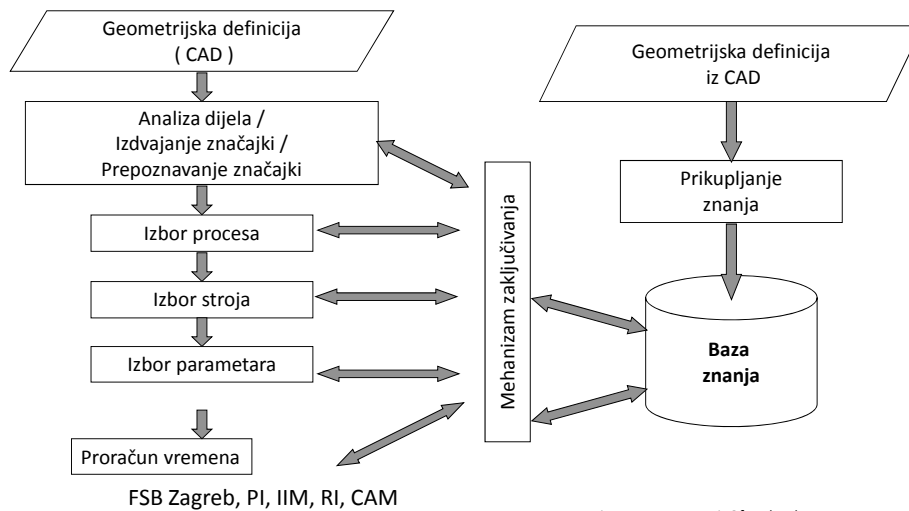 Geometrijska definicija
( CAD )
Analiza dijela /
Izdvajanje značajki /
Prepoznavanje značajki
Izbor procesa
Izbor stroja
Izbor parametara
Proračun vremena
Mehanizam zaključivanja
Geometrijska definicija
iz CAD
Prikupljanje
znanja
Baza
znanja
FSB Zagreb, PI, IIM, RI, CAM